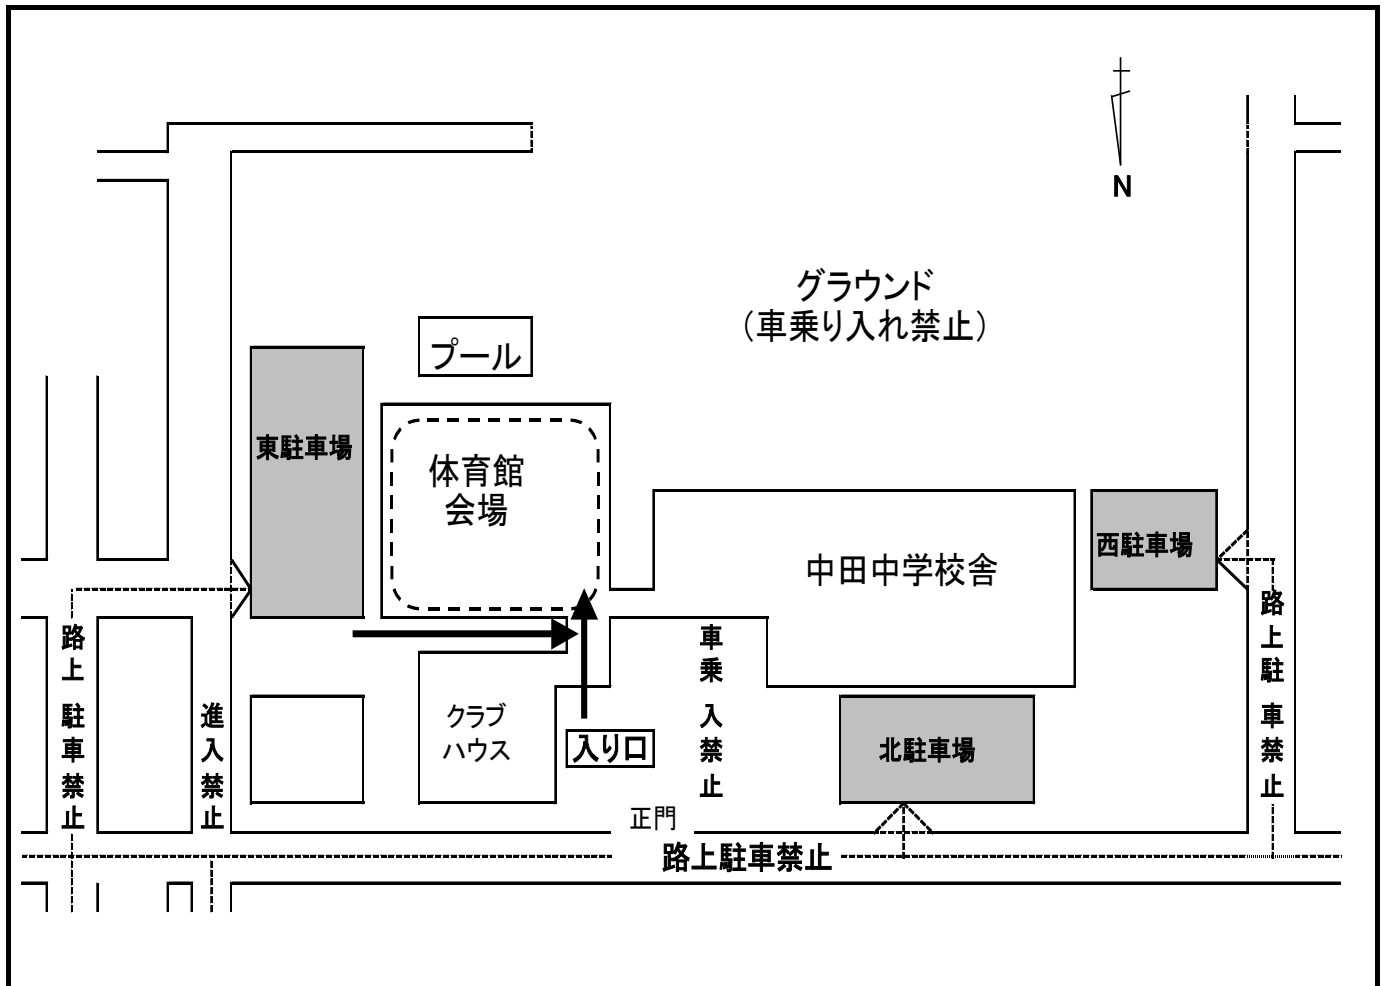 N
グラウンド
（車乗り入れ禁止）
プール
東駐車場
体育館
会場
中田中学校舎
西駐車場
路上駐車禁止
路上駐車禁止
進入禁止
車乗入禁止
クラブ
ハウス
入り口
北駐車場
正門
路上駐車禁止